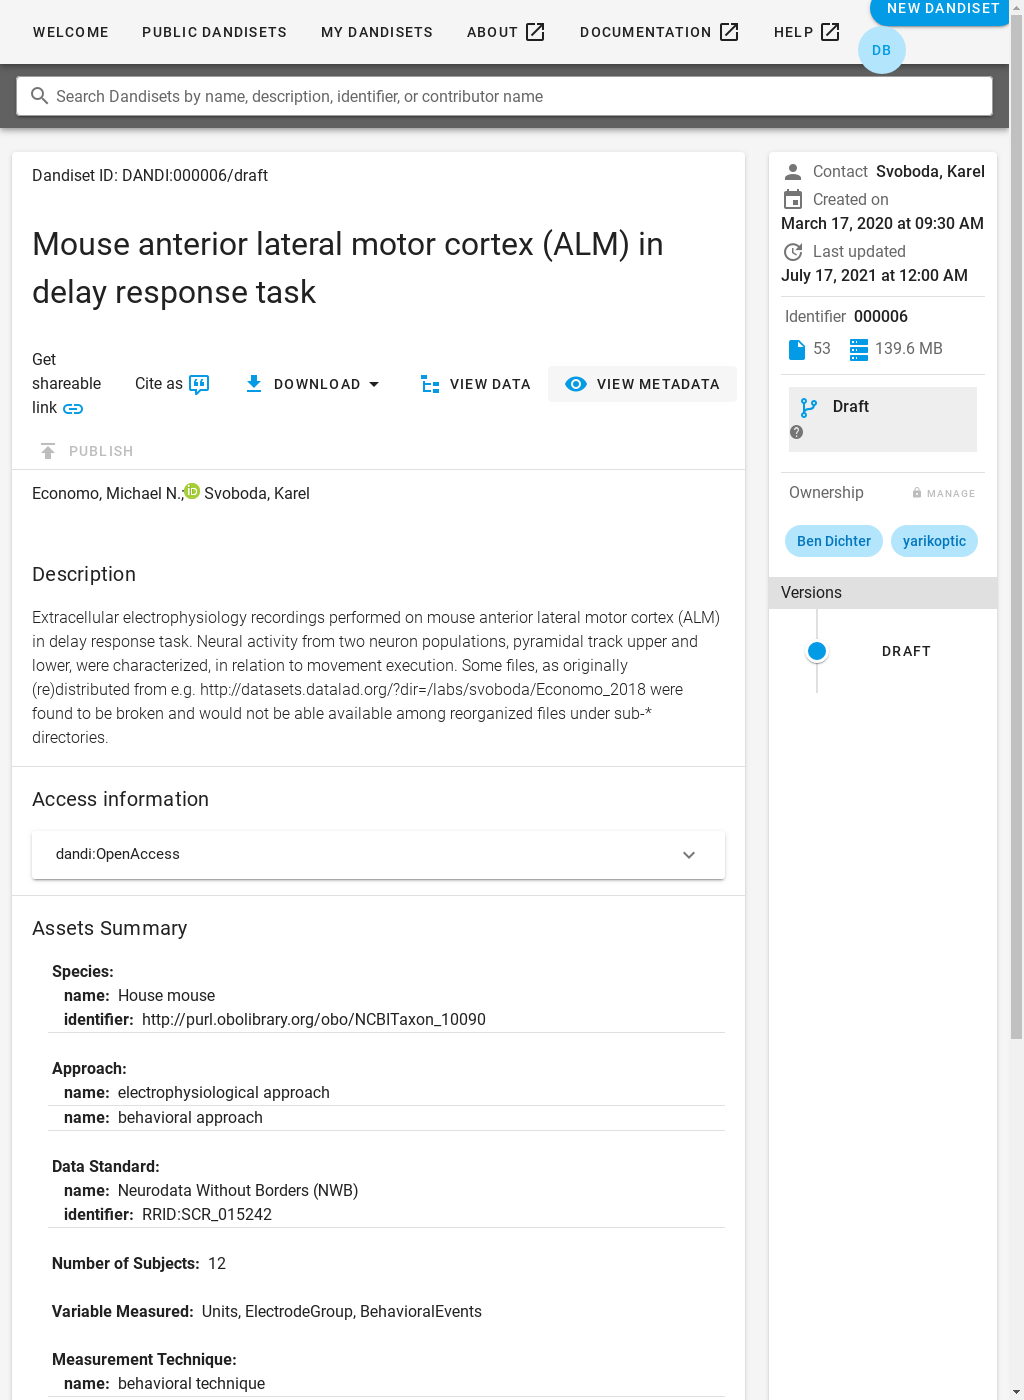 WELCOME PUBLIC DANDISETS MY DANDISETS ABOUT DOCUMENTATION HELP NEW DANDISET
DB
Search Dandisets by name, description, identifier, or contributor name
Dandiset ID: DANDI:000006/draft
Mouse anterior lateral motor cortex (ALM) in
delay response task
Get
shareable
link
Cite as
DOWNLOAD
VIEW DATA
VIEW METADATA
PUBLISH
Economo, Michael N.; Svoboda, Karel
Description
Extracellular electrophysiology recordings performed on mouse anterior lateral motor cortex (ALM)
in delay response task. Neural activity from two neuron populations, pyramidal track upper and
lower, were characterized, in relation to movement execution. Some files, as originally
(re)distributed from e.g. http://datasets.datalad.org/?dir=/labs/svoboda/Economo_2018 were
found to be broken and would not be able available among reorganized files under sub-*
directories.
Access information
dandi:OpenAccess
Assets Summary
Species:
name: House mouse
identifier: http://purl.obolibrary.org/obo/NCBITaxon_10090
Approach:
name: electrophysiological approach
name: behavioral approach
Data Standard:
name: Neurodata Without Borders (NWB)
identifier: RRID:SCR_015242
Number of Subjects: 12
Variable Measured: Units, ElectrodeGroup, BehavioralEvents
Measurement Technique:
name: behavioral technique
Contact Svoboda, Karel
Created on
March 17, 2020 at 09:30 AM
Last updated
July 17, 2021 at 12:00 AM
Identifier 000006
53 139.6 MB
Draft
Ownership MANAGE
Ben Dichter yarikoptic
Versions
DRAFT